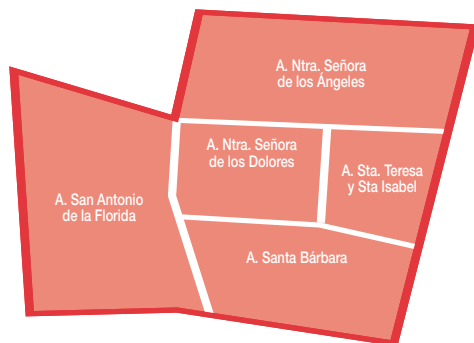 A. Ntra. Señora
de los Ángeles
A. Ntra. Señora
de los Dolores
A. Sta. Teresa
y Sta Isabel
A. San Antonio
de la Florida
A. Santa Bárbara